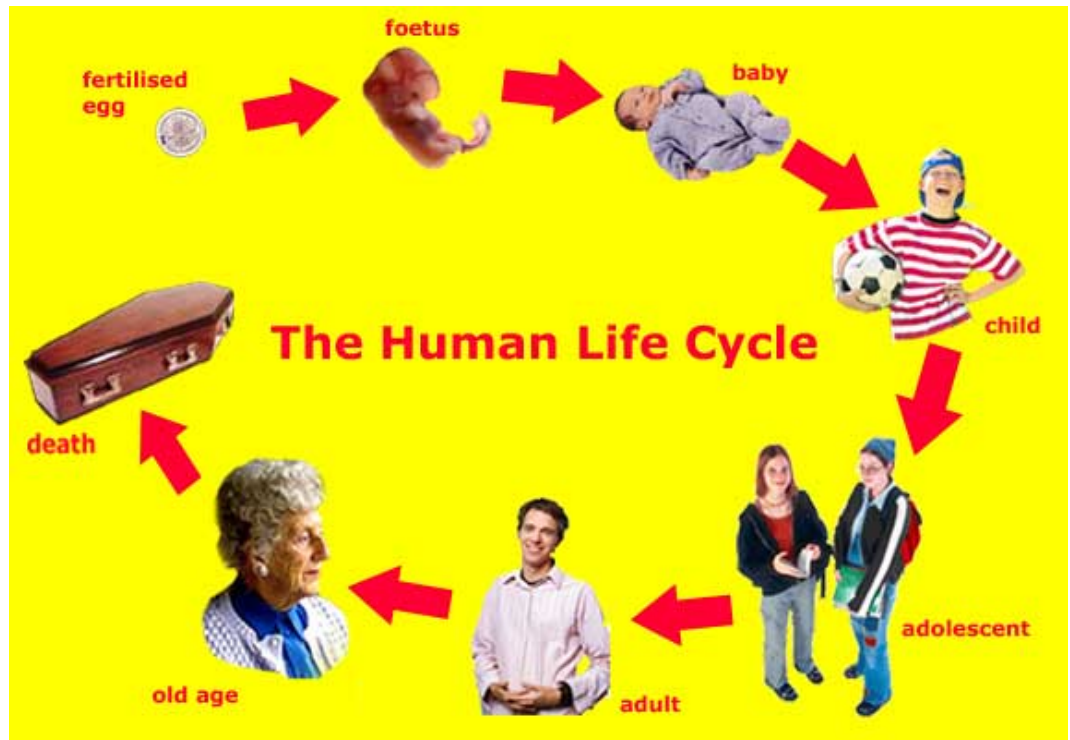 foetus
fertilised
egg
baby
child
The Human Life Cycle
death
adolescent
old age
adult